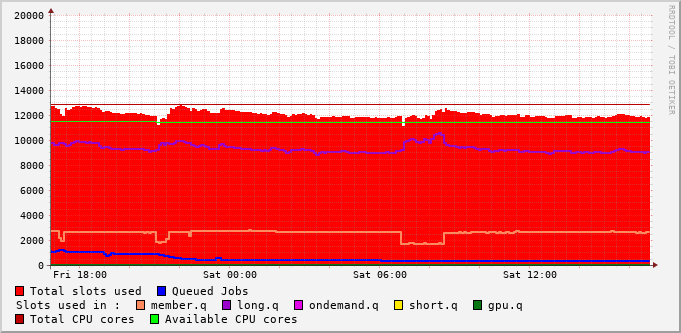 20000
18000
16000
14000
12000
10000
8000
6000
4000
2000
0
Fri 18:00 Sat 00:00 Sat 06:00 Sat 12:00
Total slots used Queued Jobs
Slots used in : member.q long.q ondemand.q short.q gpu.q
Total CPU cores Available CPU cores
RRDTOOL / TOBI OETIKER